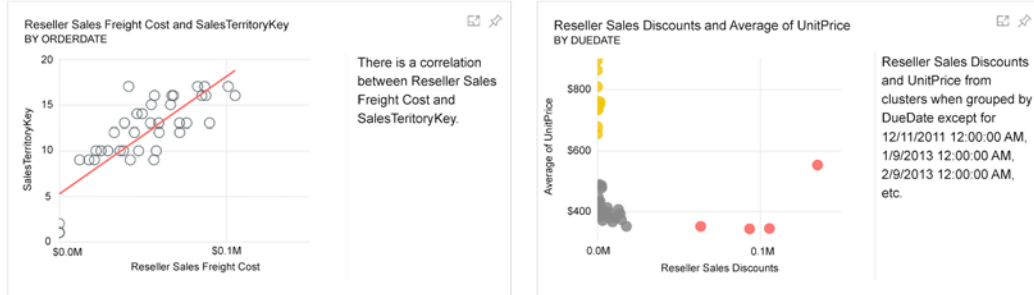 Reseller Sales Freight Cost and SalesTerritoryKey
BY ORDERDATE
20
15
10
5
0
SalesTerritoryKey
$0.0M
$0.1M
Reseller Sales Freight Cost
There is a correlation
between Reseller Sales
Freight Cost and
SalesTeritoryKey.
Reseller Sales Discounts and Average of UnitPrice
BY DUEDATE
$800
$600
$400
Average of UnitPrice
0.0M
0.1M
Reseller Sales Discounts
Reseller Sales Discounts
and UnitPrice from
clusters when grouped by
DueDate except for
12/11/2011 12:00:00 AM,
1/9/2013 12:00:00 AM,
2/9/2013 12:00:00 AM,
etc.